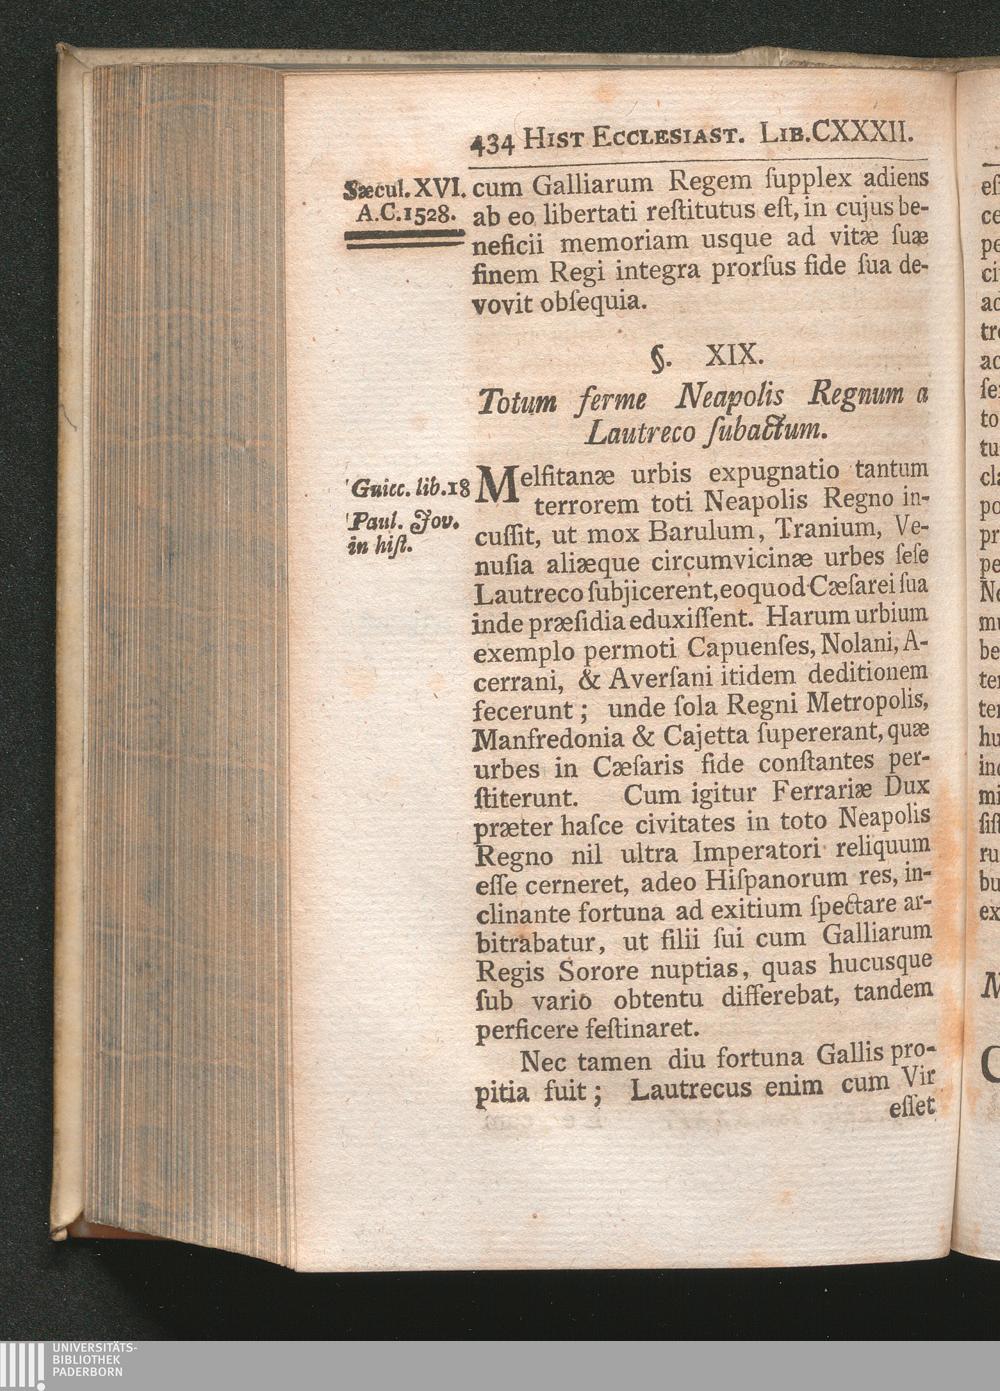 434 HIST ECCLESIAST. LIB.CXXXII.
Sæcul. XVI.
A.C.1528.
cum Galliarum Regem ſupplex adiens
ab eo libertati reſtitutus eſt, in cujus be-
neficii memoriam usque ad vitæ ſuæ
finem Regi integra prorſus fide ſua de-
vovit obſequia.
§. XIX.
Totum ferme Neapolis Regnum a
Lautreco ſubactum.
Guicc. lib.18
Paul. Jov.
in hiſt.
Melfitanæ urbis expugnatio tantum
terrorem toti Neapolis Regno in-
cuſſit, ut mox Barulum, Tranium, Ve-
nuſia aliæque circumvicinæ urbes ſeſe
Lautreco ſubjicerent, eo quod Cæſarei ſua
inde præſidia eduxiſſent. Harum urbium
exemplo permoti Capuenſes, Nolani, A-
cerrani, & Averſani itidem deditionem
fecerunt; unde ſola Regni Metropolis,
Manfredonia & Cajetta ſupererant, quæ
urbes in Cæſaris fide conſtantes per-
ſtiterunt. Cum igitur Ferrariæ Dux
præter haſce civitates in toto Neapolis
Regno nil ultra Imperatori reliquum
eſſe cerneret, adeo Hiſpanorum res, in-
clinante fortuna ad exitium ſpectare ar-
bitrabatur, ut filii ſui cum Galliarum
Regis Sorore nuptias, quas hucusque
ſub vario obtentu differebat, tandem
perficere feſtinaret.
Nec tamen diu fortuna Gallis pro-
pitia fuit; Lautrecus enim cum Vir
eſſet
UNIVERSITÄTS-
BIBLIOTHEK
PADERBORN